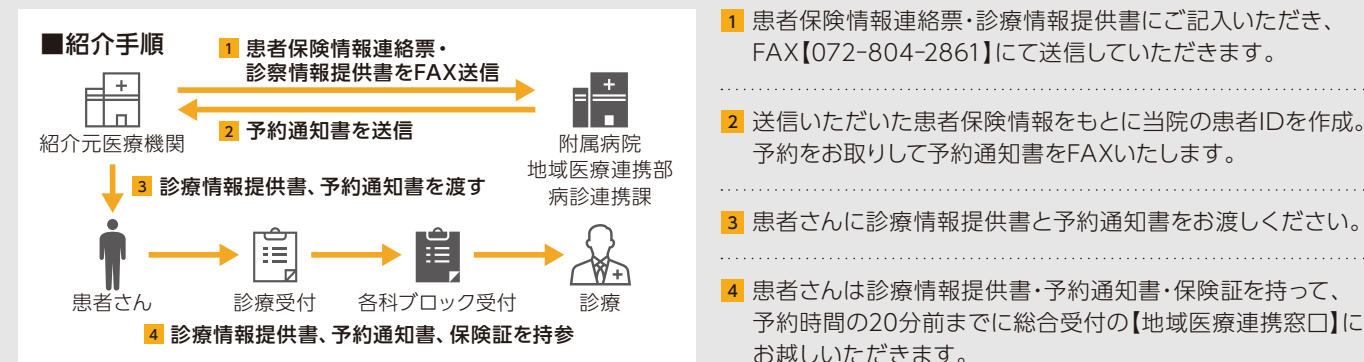 ■紹介手順
1 患者保険情報連絡票・
診察情報提供書をFAX送信
2 予約通知書を送信
紹介元医療機関
附属病院
地域医療連携部
病診連携課
3 診療情報提供書、予約通知書を渡す
患者さん
診療受付
各科ブロック受付
診療
4 診療情報提供書、予約通知書、保険証を持参
1 患者保険情報連絡票・診療情報提供書にご記入いただき、
FAX【072-804-2861】にて送信していただきます。
2 送信いただいた患者保険情報をもとに当院の患者IDを作成。
予約をお取りして予約通知書をFAXいたします。
3 患者さんに診療情報提供書と予約通知書をお渡しください。
4 患者さんは診療情報提供書・予約通知書・保険証を持って、
予約時間の20分前までに総合受付の【地域医療連携窓口】に
お越しいただきます。